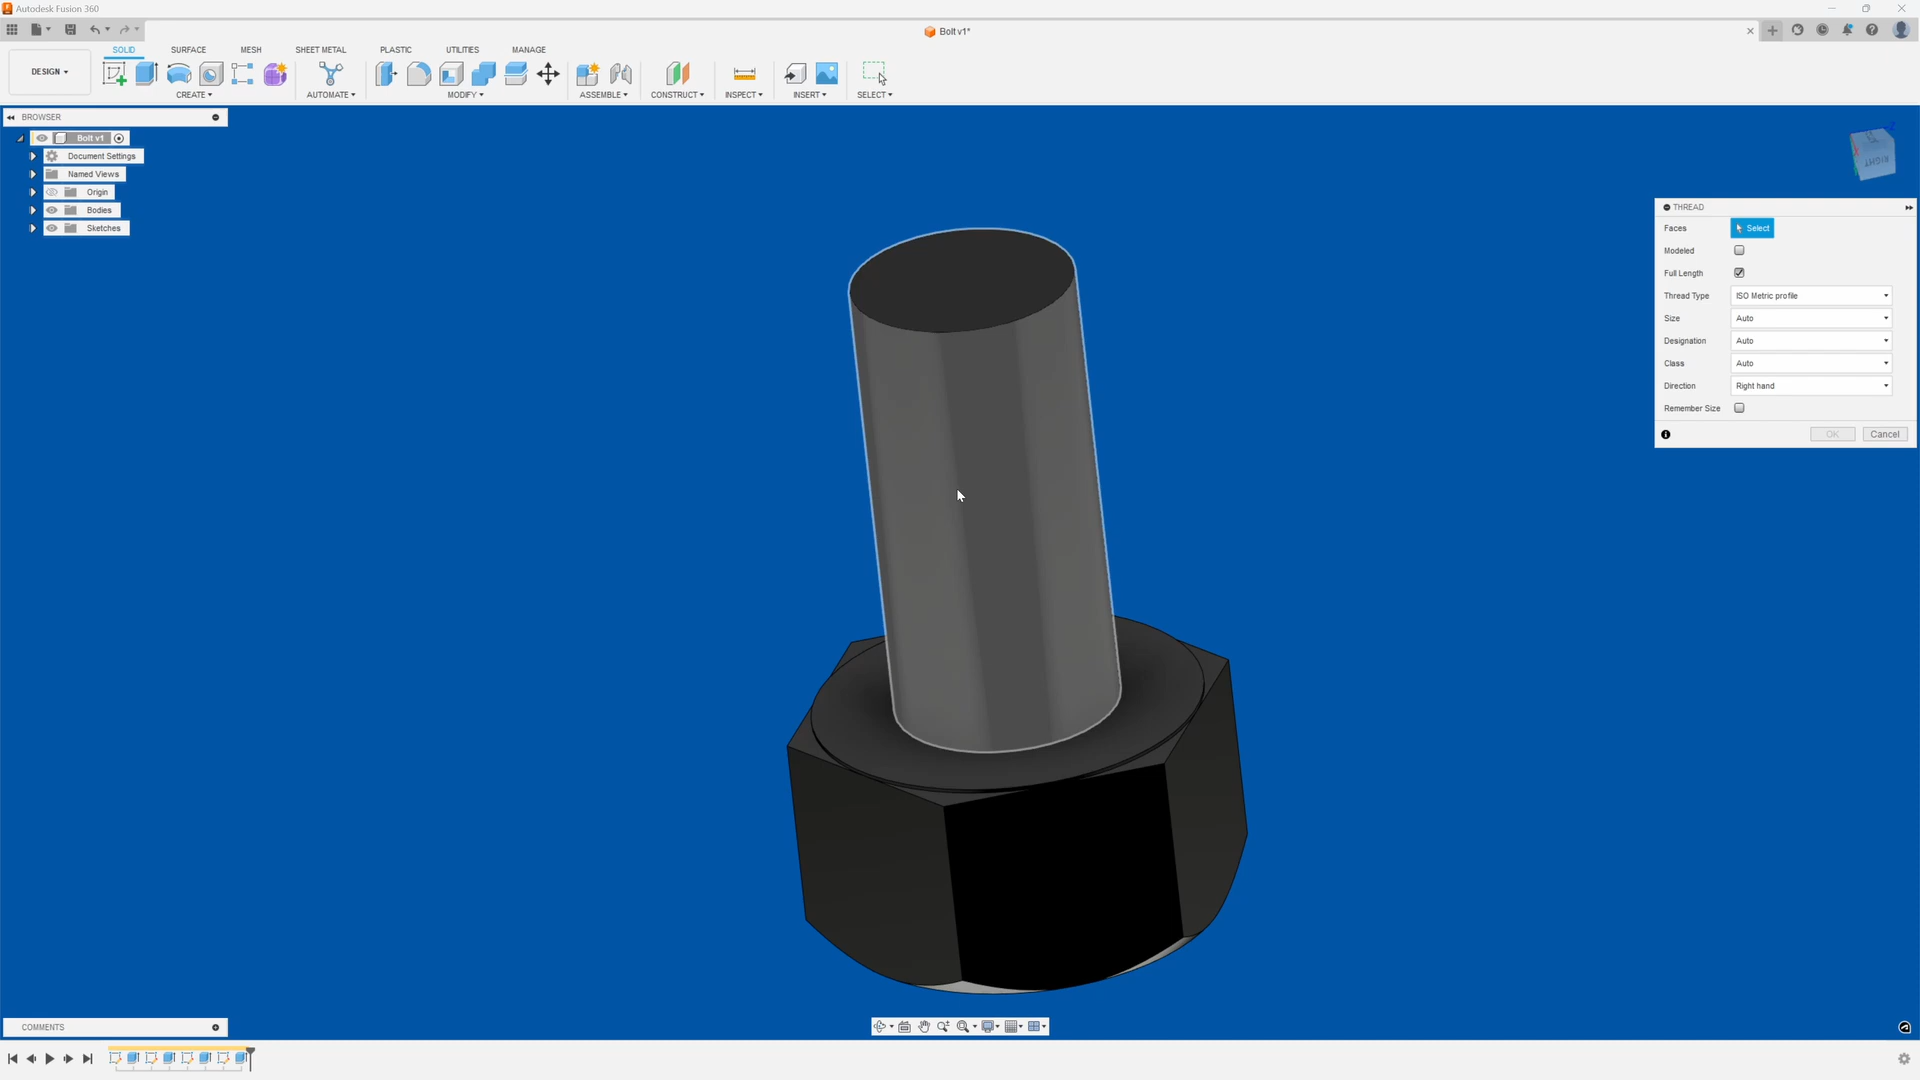 Autodesk Fusion 360
Bolt v1*
SOLID SURFACE MESH SHEET METAL PLASTIC UTILITIES MANAGE
DESIGN
CREATE AUTOMATE MODIFY ASSEMBLE CONSTRUCT INSPECT INSERT SELECT
BROWSER
Bolt v1
Document Settings
Named Views
Origin
Bodies
Sketches
RIGHT
THREAD
Faces Select
Modeled
Full Length
Thread Type ISO Metric profile
Size Auto
Designation Auto
Class Auto
Direction Right hand
Remember Size
OK Cancel
COMMENTS